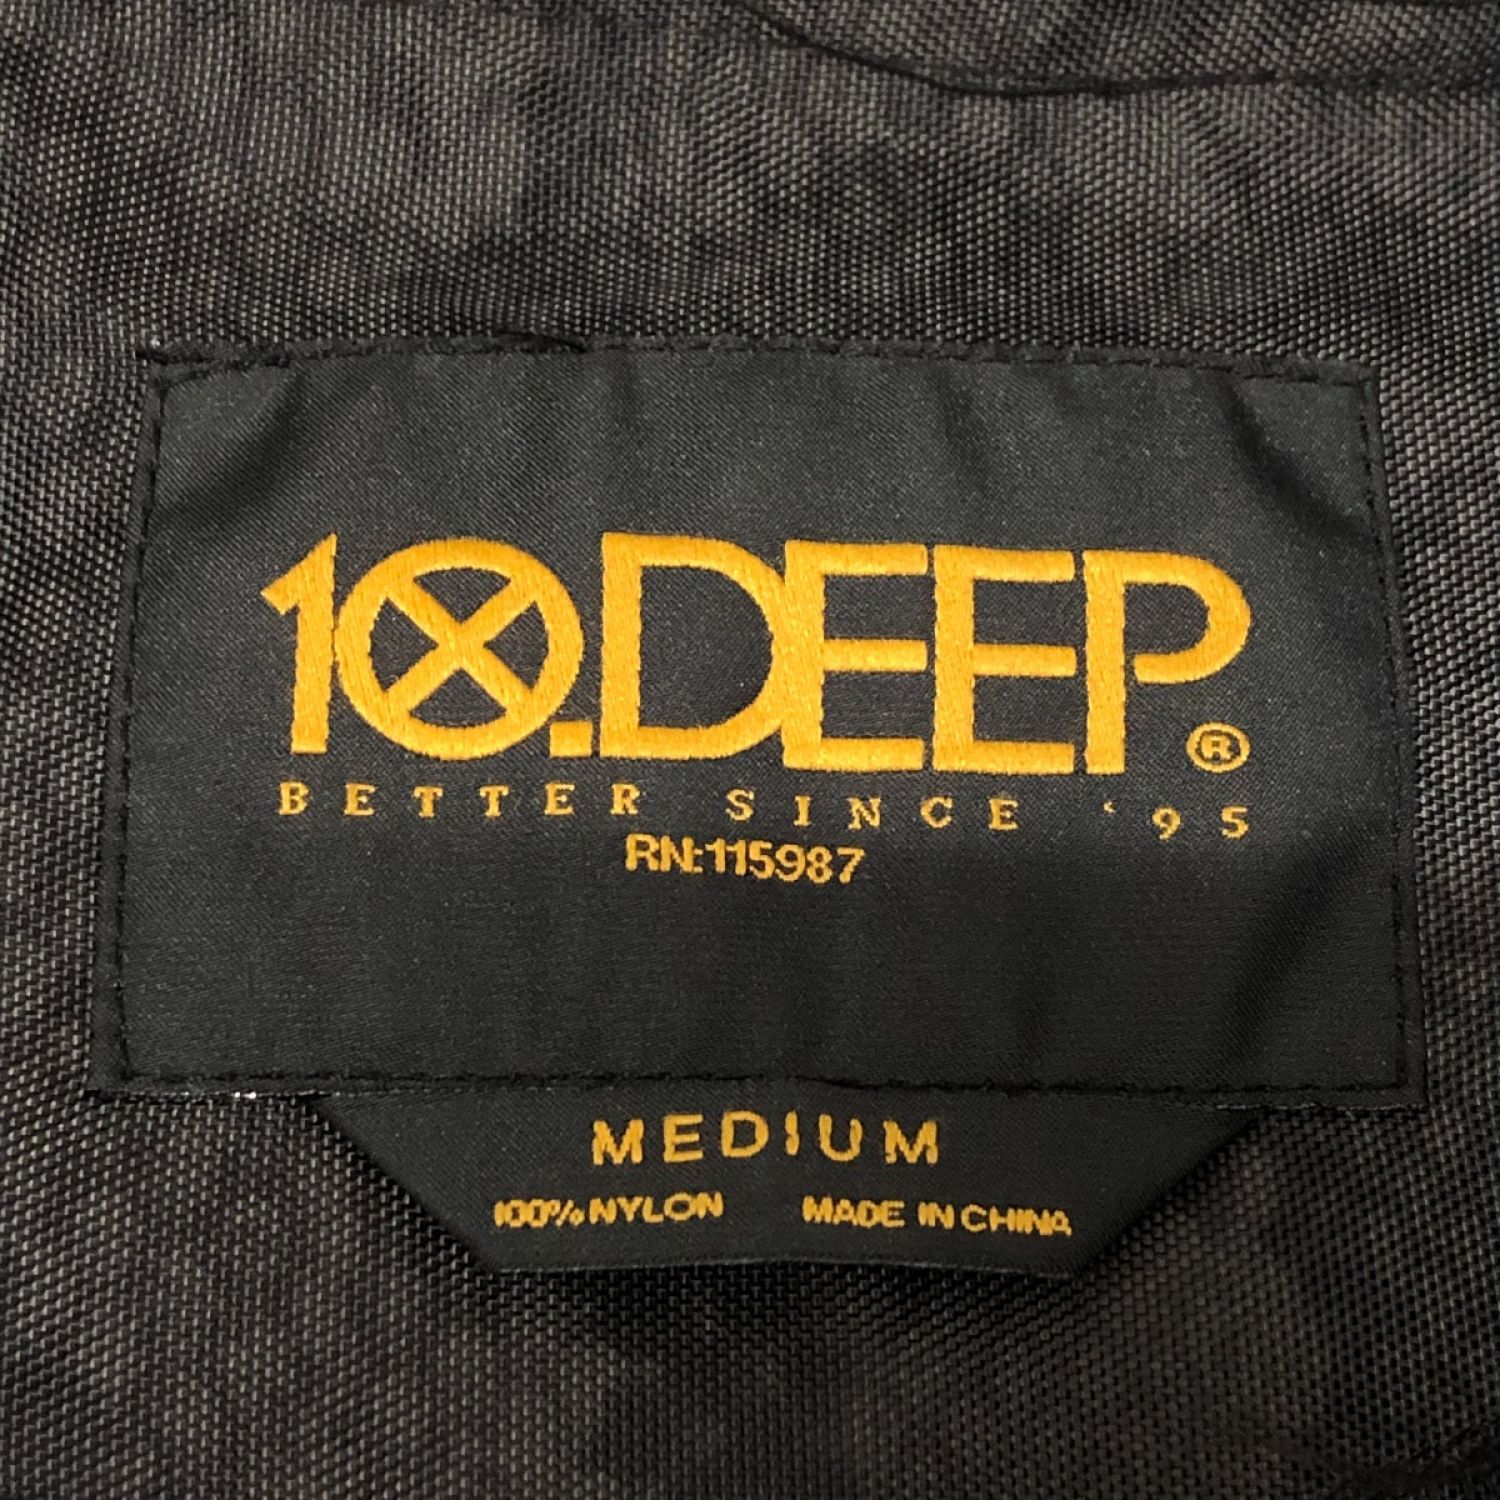 10.DEEP®
BETTER SINCE '95
RN:115987
MEDIUM
100% NYLON MADE IN CHINA